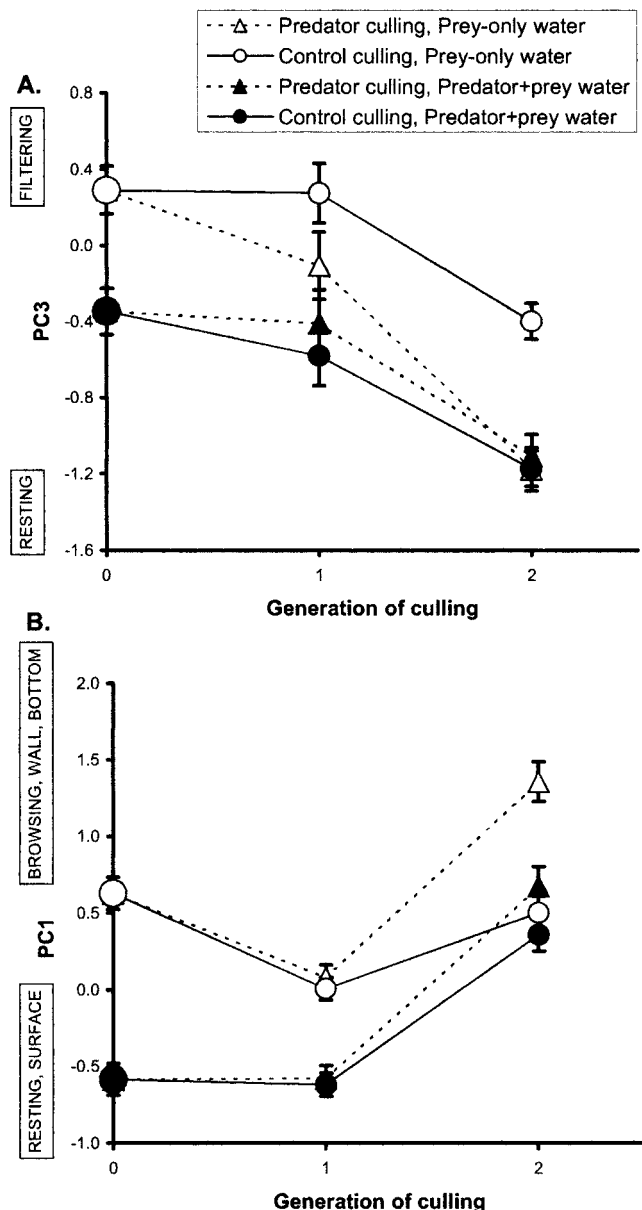 Predator culling, Prey-only water
Control culling, Prey-only water
Predator culling, Predator+prey water
Control culling, Predator+prey water
A.
FILTERING
RESTING
PC3
0.8
0.4
0.0
-0.4
-0.8
-1.2
-1.6
0
1
2
Generation of culling
B.
BROWSING, WALL, BOTTOM
RESTING, SURFACE
PC1
2.0
1.5
1.0
0.5
0.0
-0.5
-1.0
0
1
2
Generation of culling